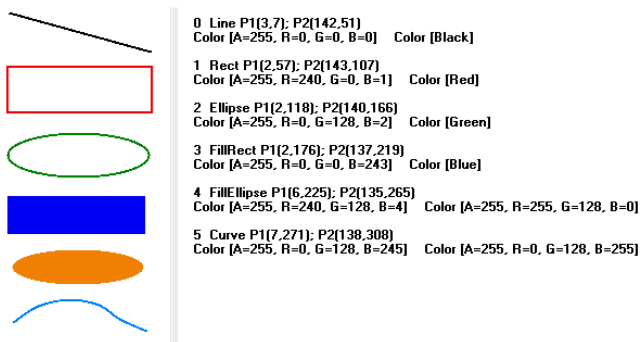 0 Line P1(3,7); P2(142,51)
Color [A=255, R=0, G=0, B=0] Color [Black]
1 Rect P1(2,57); P2(143,107)
Color [A=255, R=240, G=0, B=1] Color [Red]
2 Ellipse P1(2,118); P2(140,166)
Color [A=255, R=0, G=128, B=2] Color [Green]
3 FillRect P1(2,176); P2(137,219)
Color [A=255, R=0, G=0, B=243] Color [Blue]
4 FillEllipse P1(6,225); P2(135,265)
Color [A=255, R=240, G=128, B=4] Color [A=255, R=255, G=128, B=0]
5 Curve P1(7,271); P2(138,308)
Color [A=255, R=0, G=128, B=245] Color [A=255, R=0, G=128, B=255]